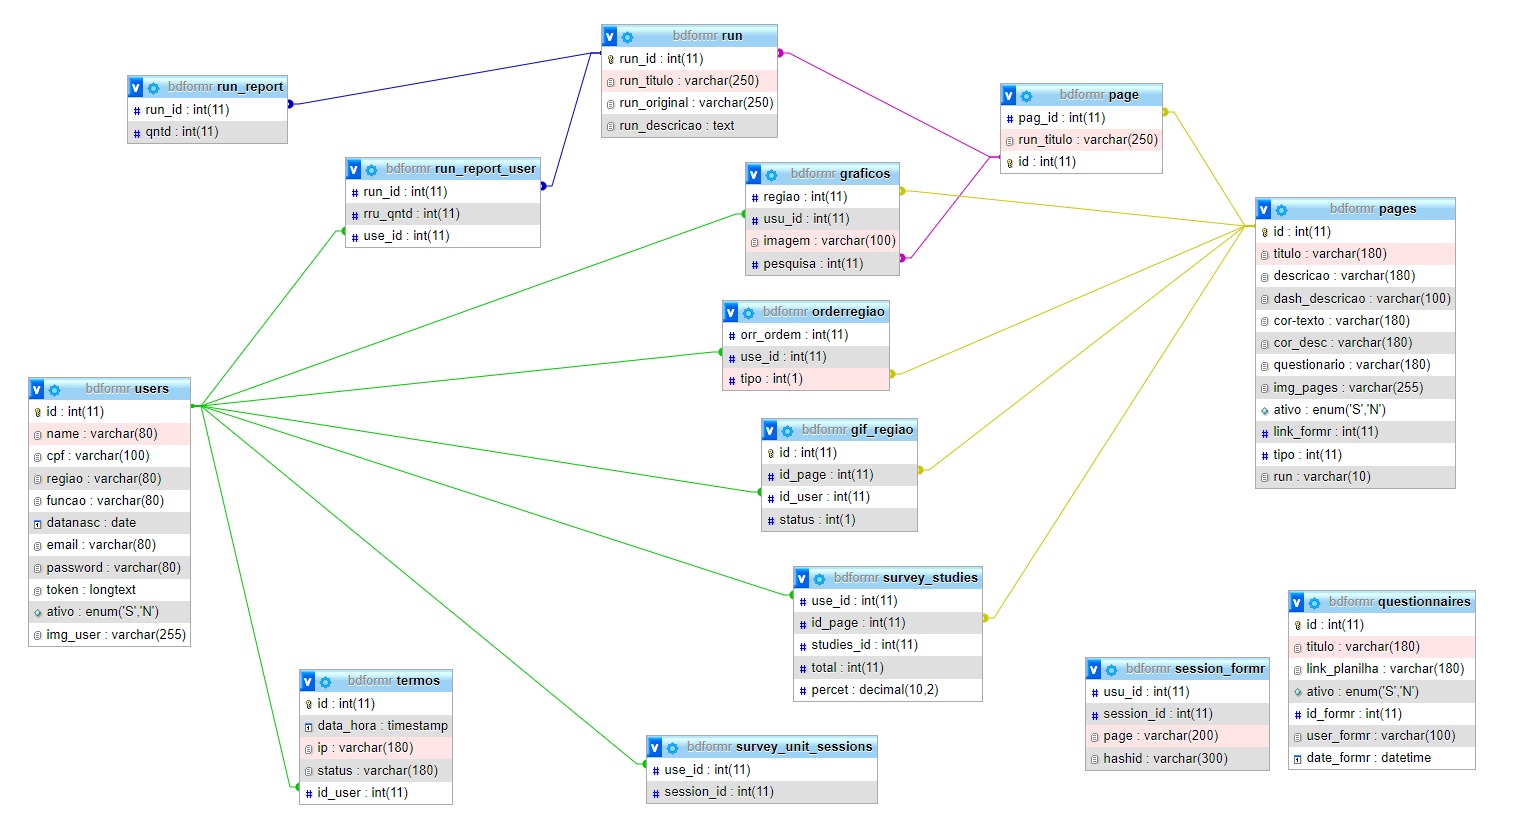 bdformr run
run_id : int(11)
run_titulo : varchar(250)
run_original : varchar(250)
run_descricao : text
bdformr run_report
run_id : int(11)
qntd : int(11)
bdformr page
pag_id : int(11)
run_titulo : varchar(250)
id : int(11)
bdformr run_report_user
run_id : int(11)
rru_qntd : int(11)
use_id : int(11)
bdformr graficos
regiao : int(11)
usu_id : int(11)
imagem : varchar(100)
pesquisa : int(11)
bdformr pages
id : int(11)
titulo : varchar(180)
descricao : varchar(180)
dash_descricao : varchar(100)
cor-texto : varchar(180)
cor_desc : varchar(180)
questionario : varchar(180)
img_pages : varchar(255)
ativo : enum('S','N')
link_formr : int(11)
tipo : int(11)
run : varchar(10)
bdformr orderregiao
orr_ordem : int(11)
use_id : int(11)
tipo : int(1)
bdformr users
id : int(11)
name : varchar(80)
cpf : varchar(100)
regiao : varchar(80)
funcao : varchar(80)
datanasc : date
email : varchar(80)
password : varchar(80)
token : longtext
ativo : enum('S','N')
img_user : varchar(255)
bdformr gif_regiao
id : int(11)
id_page : int(11)
id_user : int(11)
status : int(1)
bdformr survey_studies
use_id : int(11)
id_page : int(11)
studies_id : int(11)
total : int(11)
percet : decimal(10,2)
bdformr questionnaires
id : int(11)
titulo : varchar(180)
link_planilha : varchar(180)
ativo : enum('S','N')
id_formr : int(11)
user_formr : varchar(100)
date_formr : datetime
bdformr session_formr
usu_id : int(11)
session_id : int(11)
page : varchar(200)
hashid : varchar(300)
bdformr termos
id : int(11)
data_hora : timestamp
ip : varchar(180)
status : varchar(180)
id_user : int(11)
bdformr survey_unit_sessions
use_id : int(11)
session_id : int(11)